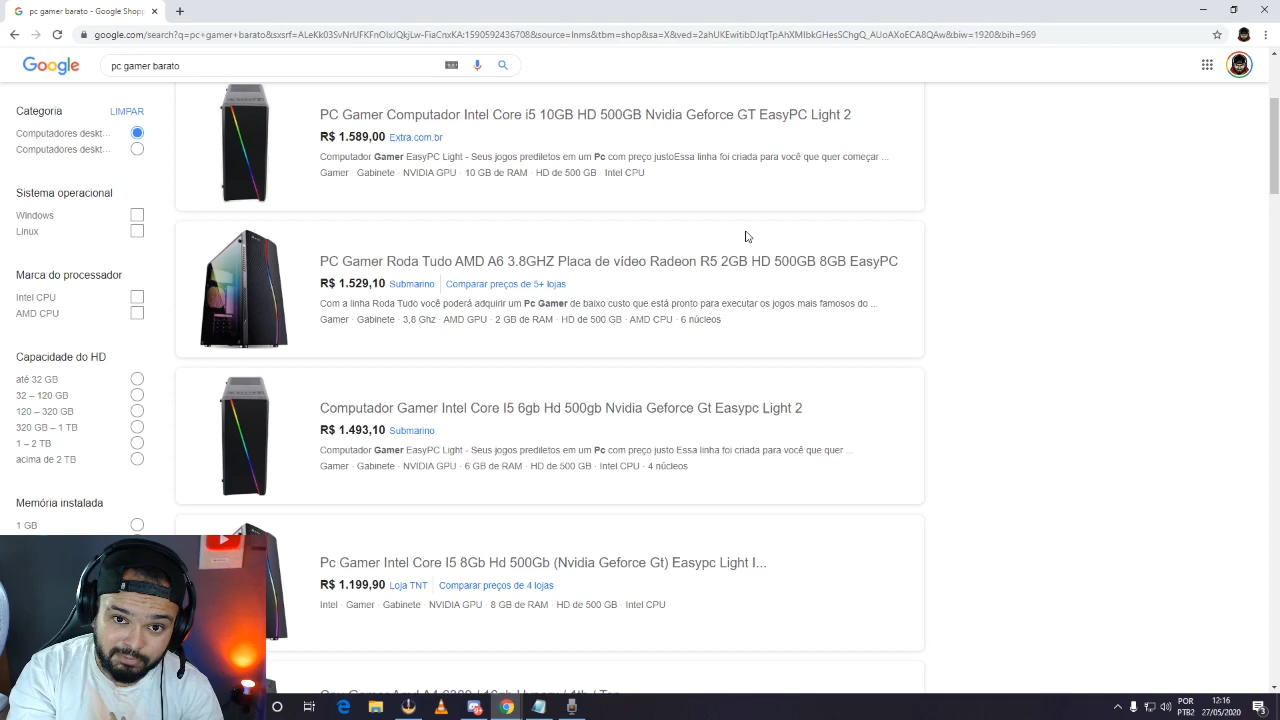 pc gamer barato - Google Shop
google.com/search?q=pc+gamer+barato&sxsrf=ALeKk03SvNrUFKFnOIxJQkjLw-FiaCnxKA:1590592436708&source=lnms&tbm=shop&sa=X&ved=2ahUKEwitibDJqtTpAhXMIbkGHesSChgQ_AUoAXoECA8QAw&biw=1920&bih=969
Google
pc gamer barato
Categoria LIMPAR
Computadores deskt...
Computadores deskt...
Sistema operacional
Windows
Linux
Marca do processador
Intel CPU
AMD CPU
Capacidade do HD
até 32 GB
32 – 120 GB
120 – 320 GB
320 GB – 1 TB
1 – 2 TB
acima de 2 TB
Memória instalada
1 GB
PC Gamer Computador Intel Core i5 10GB HD 500GB Nvidia Geforce GT EasyPC Light 2
R$ 1.589,00 Extra.com.br
Computador Gamer EasyPC Light - Seus jogos prediletos em um Pc com preço justoEssa linha foi criada para você que quer começar ...
Gamer · Gabinete · NVIDIA GPU · 10 GB de RAM · HD de 500 GB · Intel CPU
PC Gamer Roda Tudo AMD A6 3.8GHZ Placa de vídeo Radeon R5 2GB HD 500GB 8GB EasyPC
R$ 1.529,10 Submarino Comparar preços de 5+ lojas
Com a linha Roda Tudo você poderá adquirir um Pc Gamer de baixo custo que está pronto para executar os jogos mais famosos do ...
Gamer · Gabinete · 3,8 Ghz · AMD GPU · 2 GB de RAM · HD de 500 GB · AMD CPU · 6 núcleos
Computador Gamer Intel Core I5 6gb Hd 500gb Nvidia Geforce Gt Easypc Light 2
R$ 1.493,10 Submarino
Computador Gamer EasyPC Light - Seus jogos prediletos em um Pc com preço justo Essa linha foi criada para você que quer ...
Gamer · Gabinete · NVIDIA GPU · 6 GB de RAM · HD de 500 GB · Intel CPU · 4 núcleos
Pc Gamer Intel Core I5 8Gb Hd 500Gb (Nvidia Geforce Gt) Easypc Light I...
R$ 1.199,90 Loja TNT Comparar preços de 4 lojas
Intel · Gamer · Gabinete · NVIDIA GPU · 8 GB de RAM · HD de 500 GB · Intel CPU
POR
PTB2
12:16
27/05/2020